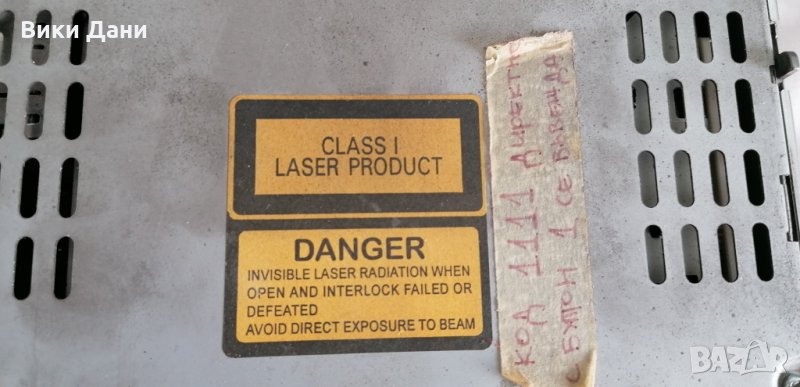 Вики Дани
CLASS I
LASER PRODUCT
DANGER
INVISIBLE LASER RADIATION WHEN
OPEN AND INTERLOCK FAILED OR
DEFEATED
AVOID DIRECT EXPOSURE TO BEAM
КОД 1111 ДИРЕКТНО
С БУТОН 1 СЕ ВЪВЕЖДА
BAZAR